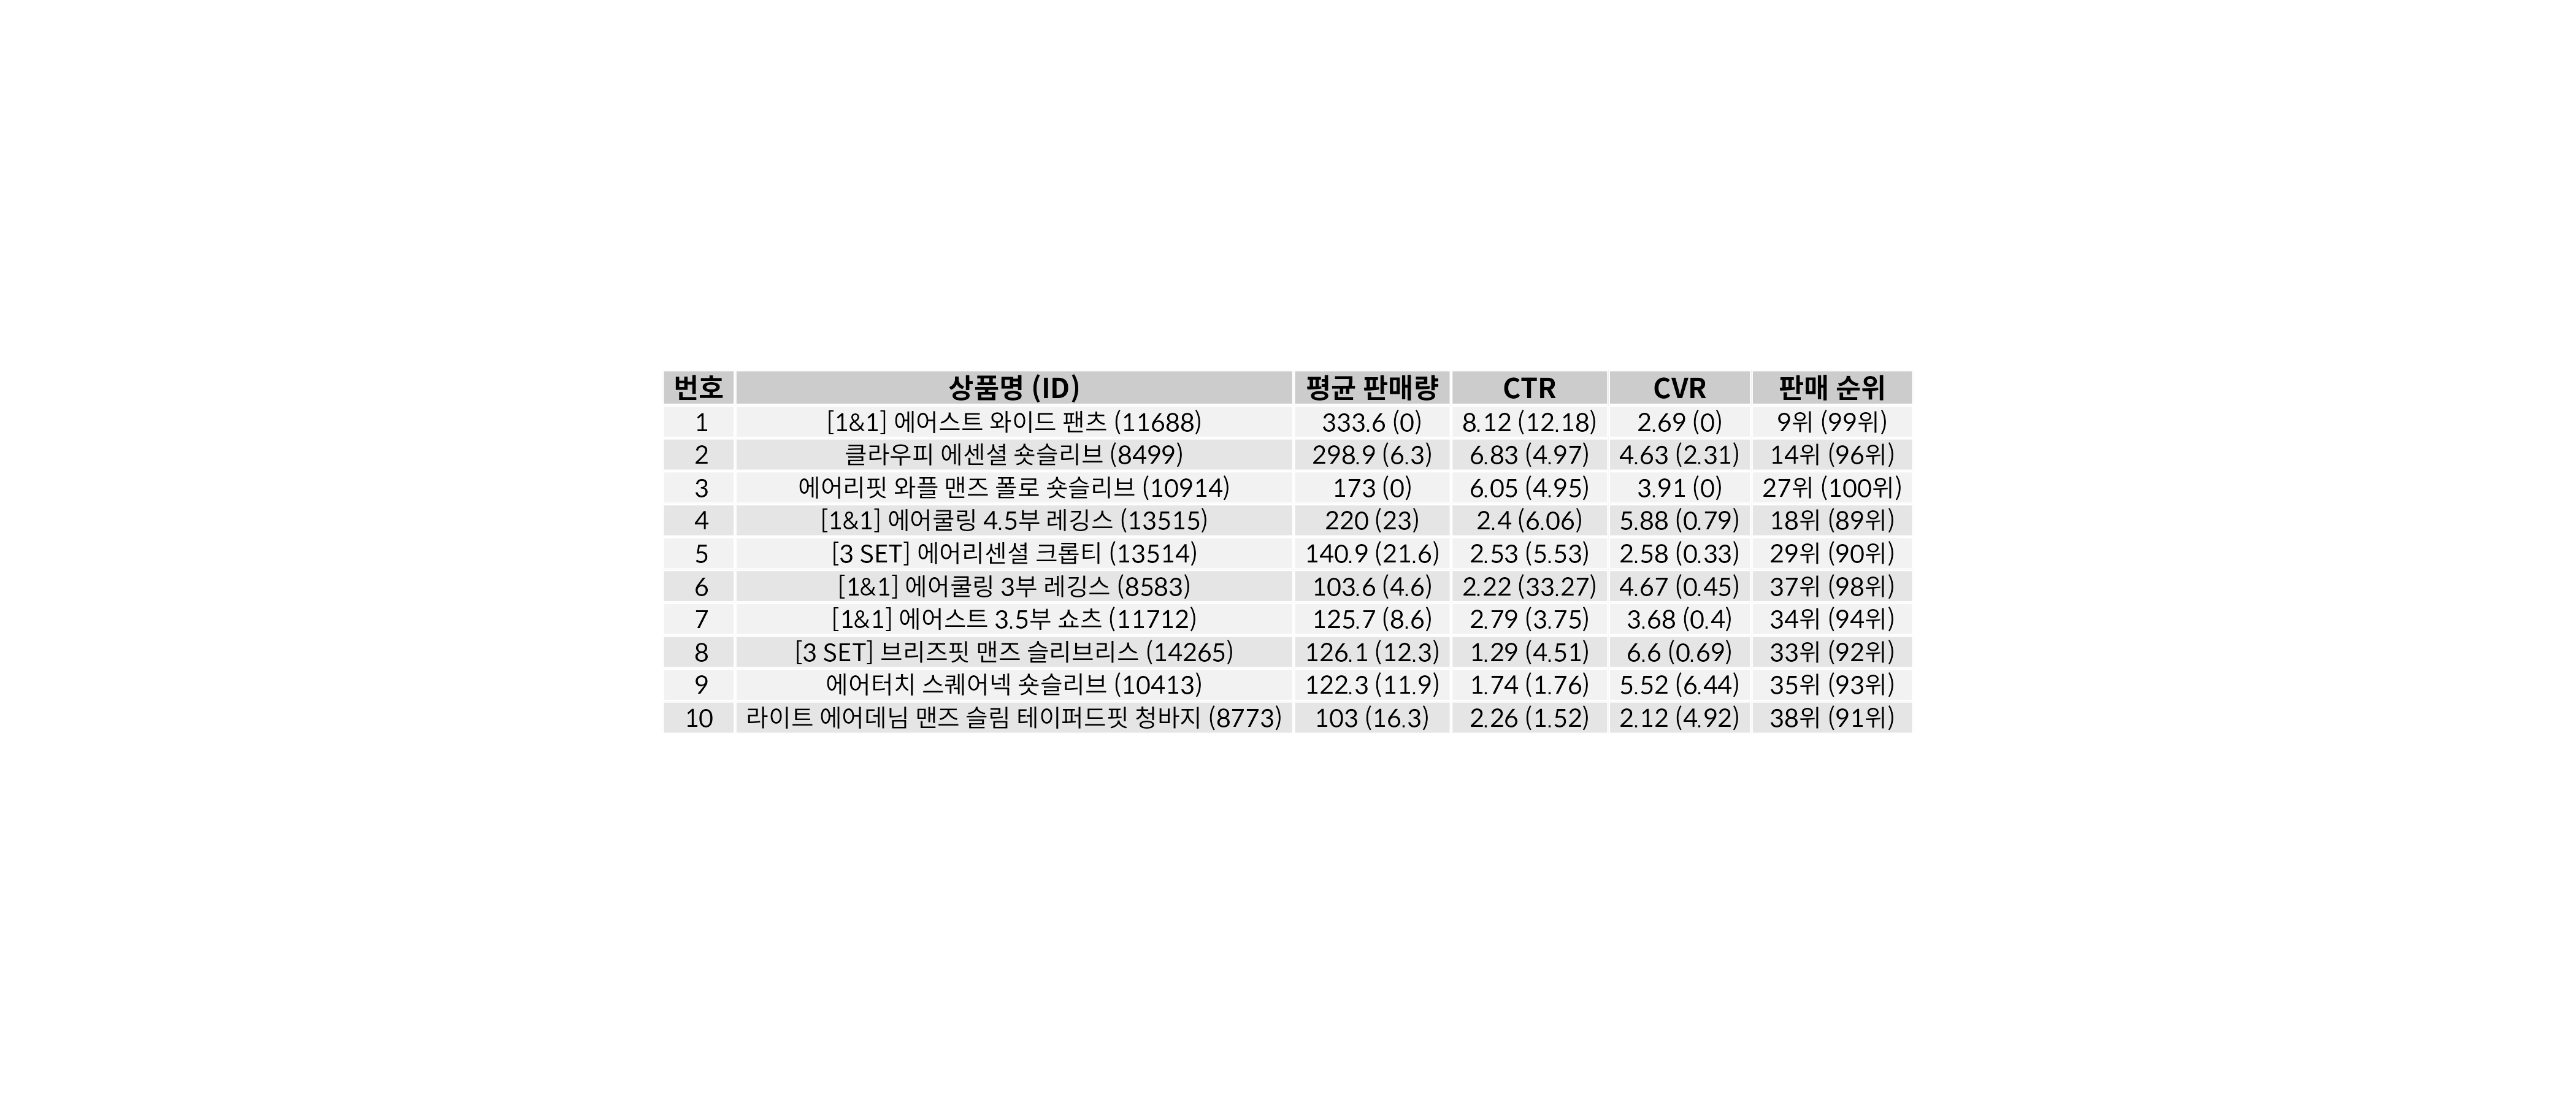 번호 상품명 (ID) 평균 판매량 CTR CVR 판매 순위
1 [1&1] 에어스트 와이드 팬츠 (11688) 333.6 (0) 8.12 (12.18) 2.69 (0) 9위 (99위)
2 클라우피 에센셜 숏슬리브 (8499) 298.9 (6.3) 6.83 (4.97) 4.63 (2.31) 14위 (96위)
3 에어리핏 와플 맨즈 폴로 숏슬리브 (10914) 173 (0) 6.05 (4.95) 3.91 (0) 27위 (100위)
4 [1&1] 에어쿨링 4.5부 레깅스 (13515) 220 (23) 2.4 (6.06) 5.88 (0.79) 18위 (89위)
5 [3 SET] 에어리센셜 크롭티 (13514) 140.9 (21.6) 2.53 (5.53) 2.58 (0.33) 29위 (90위)
6 [1&1] 에어쿨링 3부 레깅스 (8583) 103.6 (4.6) 2.22 (33.27) 4.67 (0.45) 37위 (98위)
7 [1&1] 에어스트 3.5부 쇼츠 (11712) 125.7 (8.6) 2.79 (3.75) 3.68 (0.4) 34위 (94위)
8 [3 SET] 브리즈핏 맨즈 슬리브리스 (14265) 126.1 (12.3) 1.29 (4.51) 6.6 (0.69) 33위 (92위)
9 에어터치 스퀘어넥 숏슬리브 (10413) 122.3 (11.9) 1.74 (1.76) 5.52 (6.44) 35위 (93위)
10 라이트 에어데님 맨즈 슬림 테이퍼드핏 청바지 (8773) 103 (16.3) 2.26 (1.52) 2.12 (4.92) 38위 (91위)